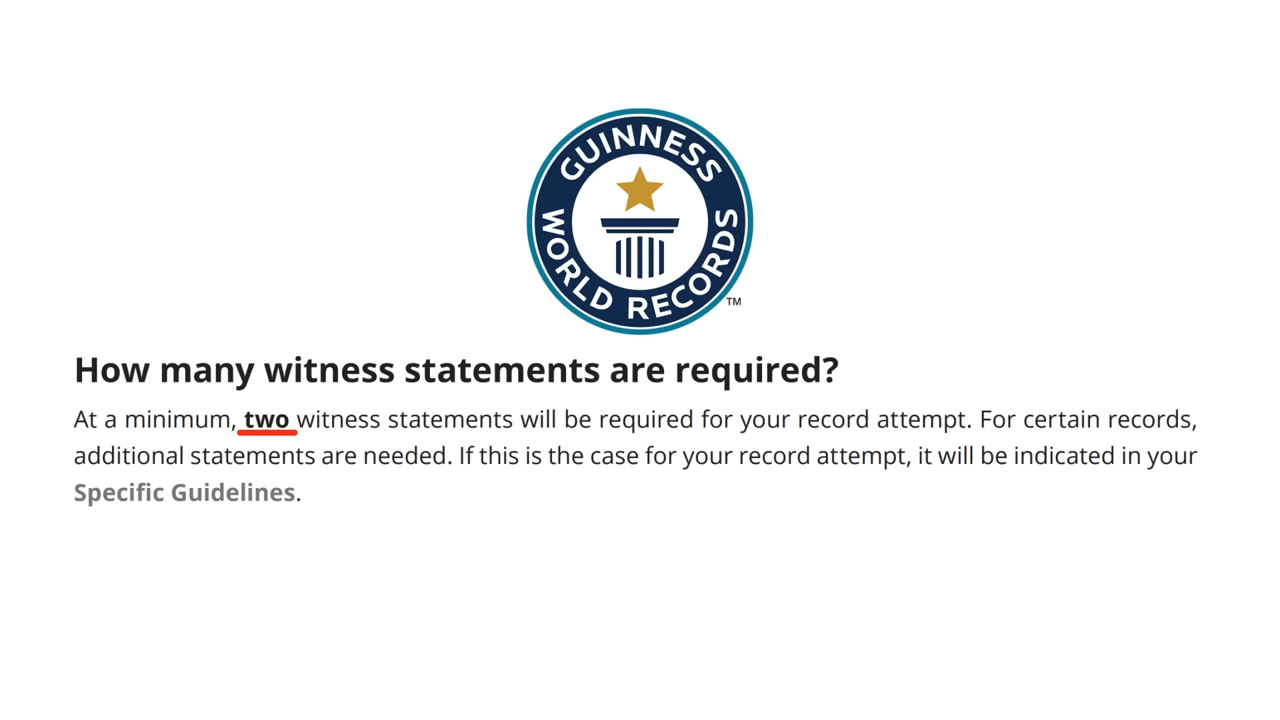 GUINNESS
WORLD RECORDS
TM
How many witness statements are required?
At a minimum, two witness statements will be required for your record attempt. For certain records,
additional statements are needed. If this is the case for your record attempt, it will be indicated in your
Specific Guidelines.